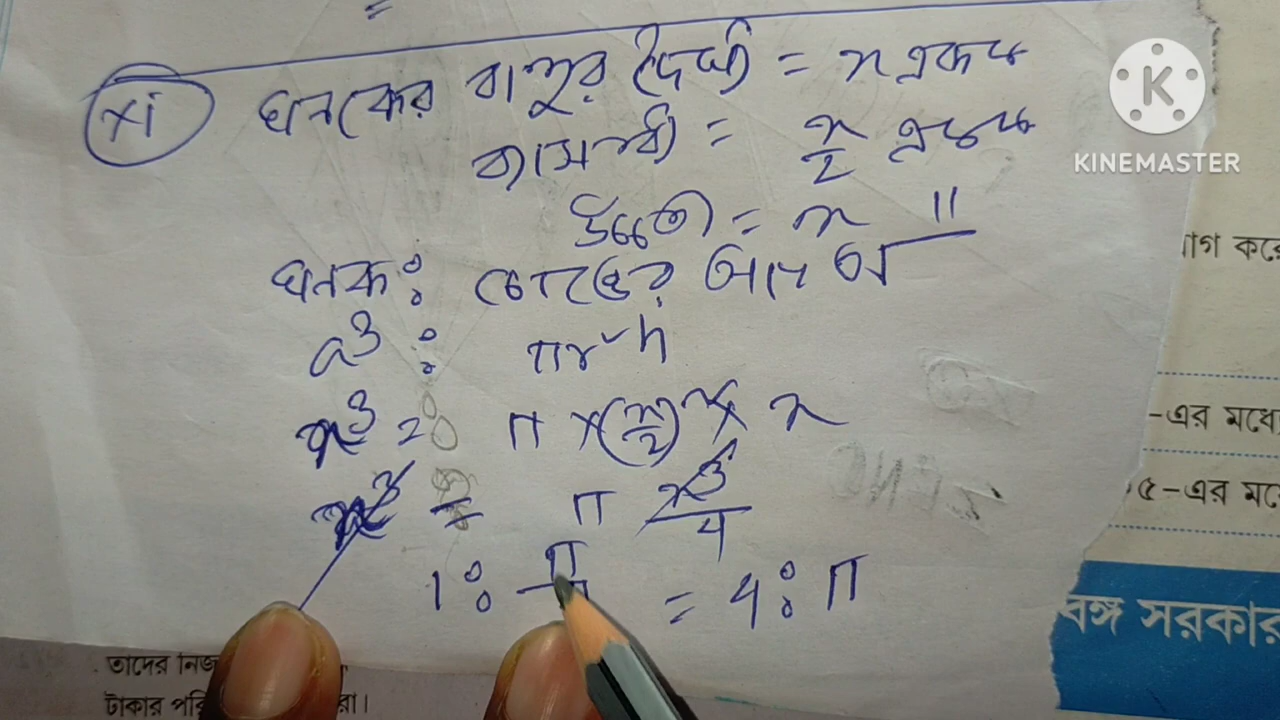 xi ঘনকের বাহুর দৈর্ঘ্য = x একক
ব্যাসার্ধ = x/2 একক
উচ্চতা = x "
ঘনক : চোঙের আয়তন
a³ : πr²h
x³ : π × (x/2)² × x
x³ = π x³/4
1 : π/4 = 4 : π
K
KINEMASTER
যোগ করে
-এর মধ্যে
৫-এর মধ্যে
বঙ্গ সরকার
তাদের নিজ
টাকার পরি
রা।